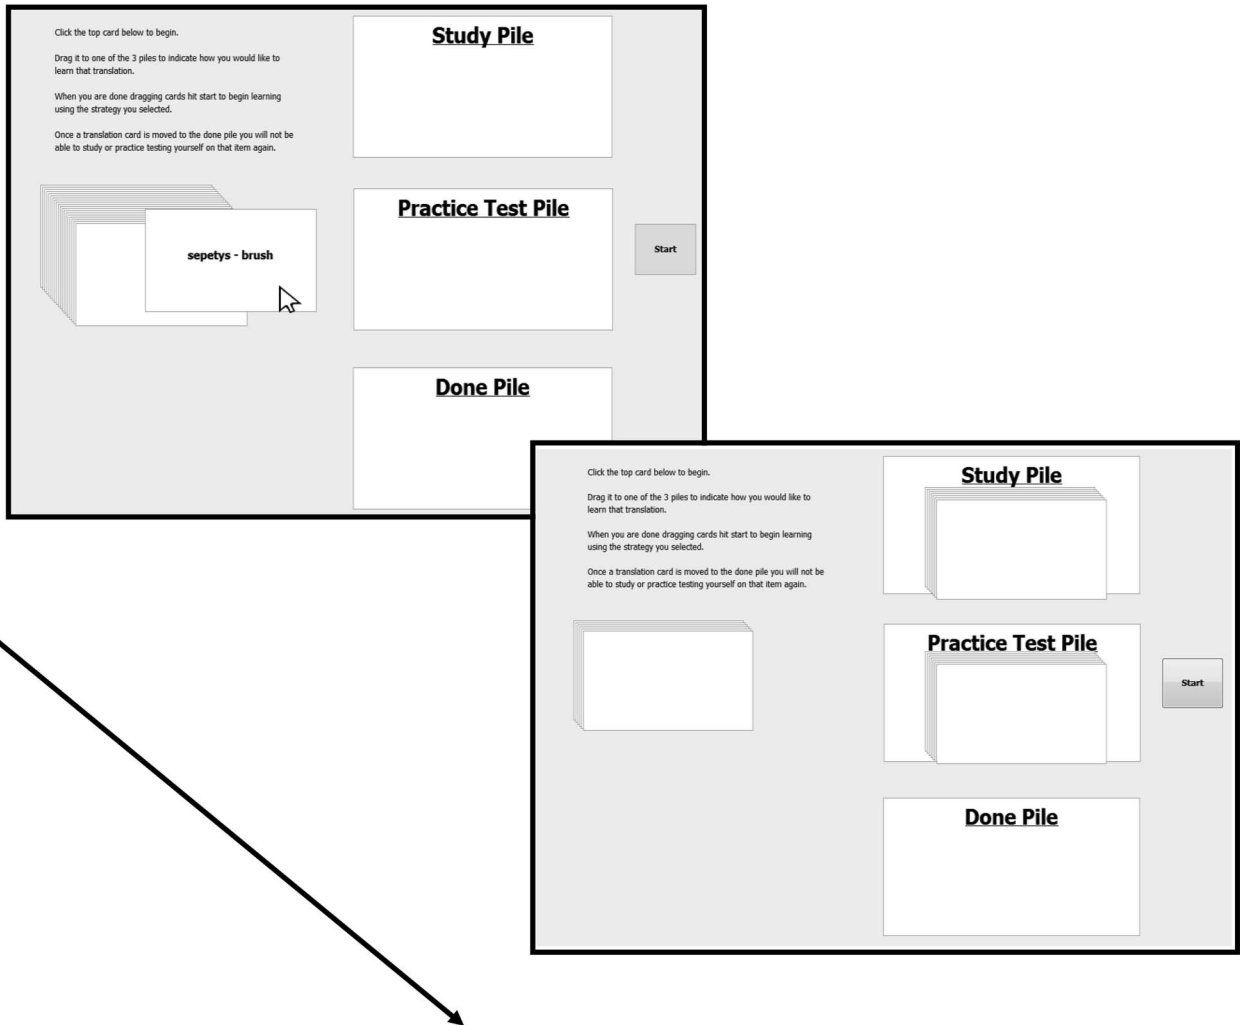 Click the top card below to begin.
Drag it to one of the 3 piles to indicate how you would like to
learn that translation.
When you are done dragging cards hit start to begin learning
using the strategy you selected.
Once a translation card is moved to the done pile you will not be
able to study or practice testing yourself on that item again.
sepetys - brush
Study Pile
Practice Test Pile
Done Pile
Start
Click the top card below to begin.
Drag it to one of the 3 piles to indicate how you would like to
learn that translation.
When you are done dragging cards hit start to begin learning
using the strategy you selected.
Once a translation card is moved to the done pile you will not be
able to study or practice testing yourself on that item again.
Study Pile
Practice Test Pile
Done Pile
Start